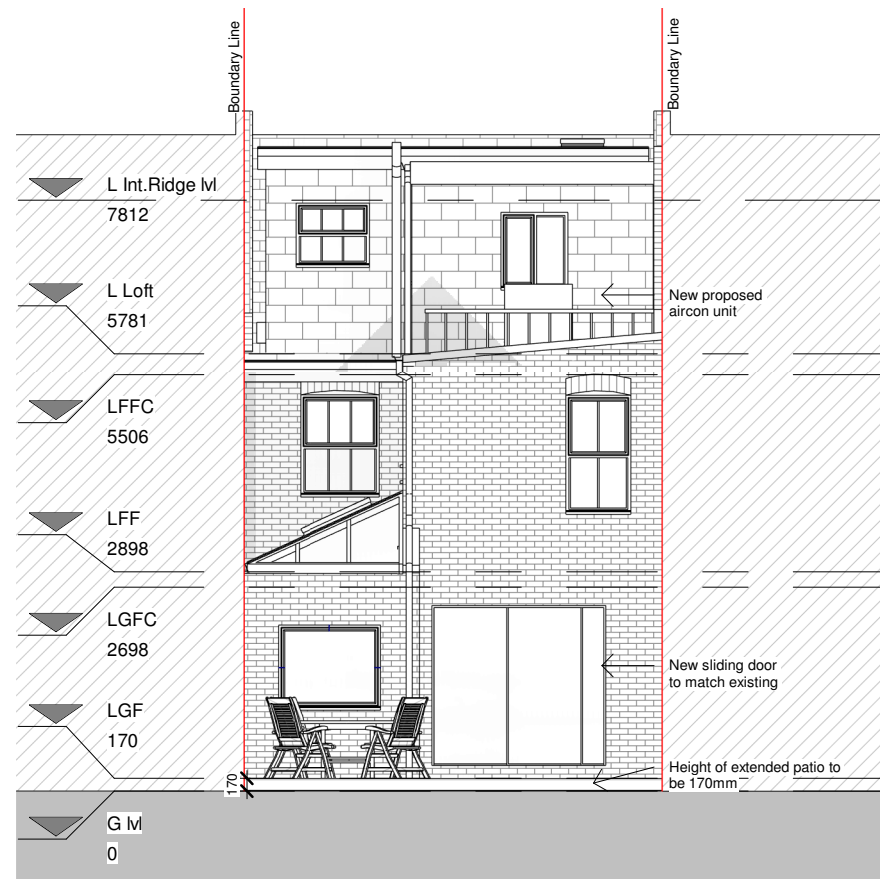 Boundary Line
Boundary Line
L Int.Ridge lvl
7812
L Loft
5781
New proposed
aircon unit
LFFC
5506
LFF
2898
LGFC
2698
New sliding door
to match existing
LGF
170
Height of extended patio to
be 170mm
170
G lvl
0